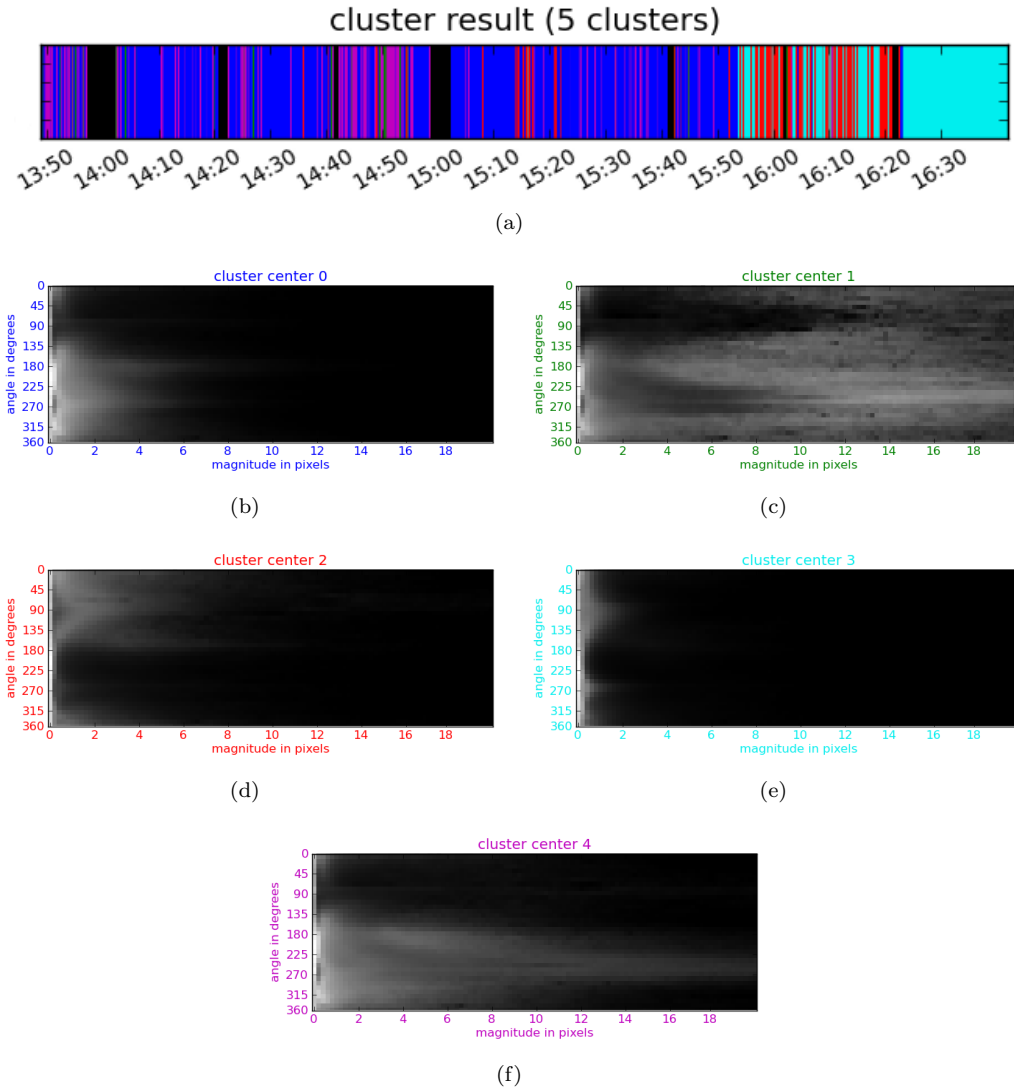 cluster result (5 clusters)
13:50 14:00 14:10 14:20 14:30 14:40 14:50 15:00 15:10 15:20 15:30 15:40 15:50 16:00 16:10 16:20 16:30
(a)
cluster center 0
angle in degrees
0
45
90
135
180
225
270
315
360
0 2 4 6 8 10 12 14 16 18
magnitude in pixels
(b)
cluster center 1
angle in degrees
0
45
90
135
180
225
270
315
360
0 2 4 6 8 10 12 14 16 18
magnitude in pixels
(c)
cluster center 2
angle in degrees
0
45
90
135
180
225
270
315
360
0 2 4 6 8 10 12 14 16 18
magnitude in pixels
(d)
cluster center 3
angle in degrees
0
45
90
135
180
225
270
315
360
0 2 4 6 8 10 12 14 16 18
magnitude in pixels
(e)
cluster center 4
angle in degrees
0
45
90
135
180
225
270
315
360
0 2 4 6 8 10 12 14 16 18
magnitude in pixels
(f)